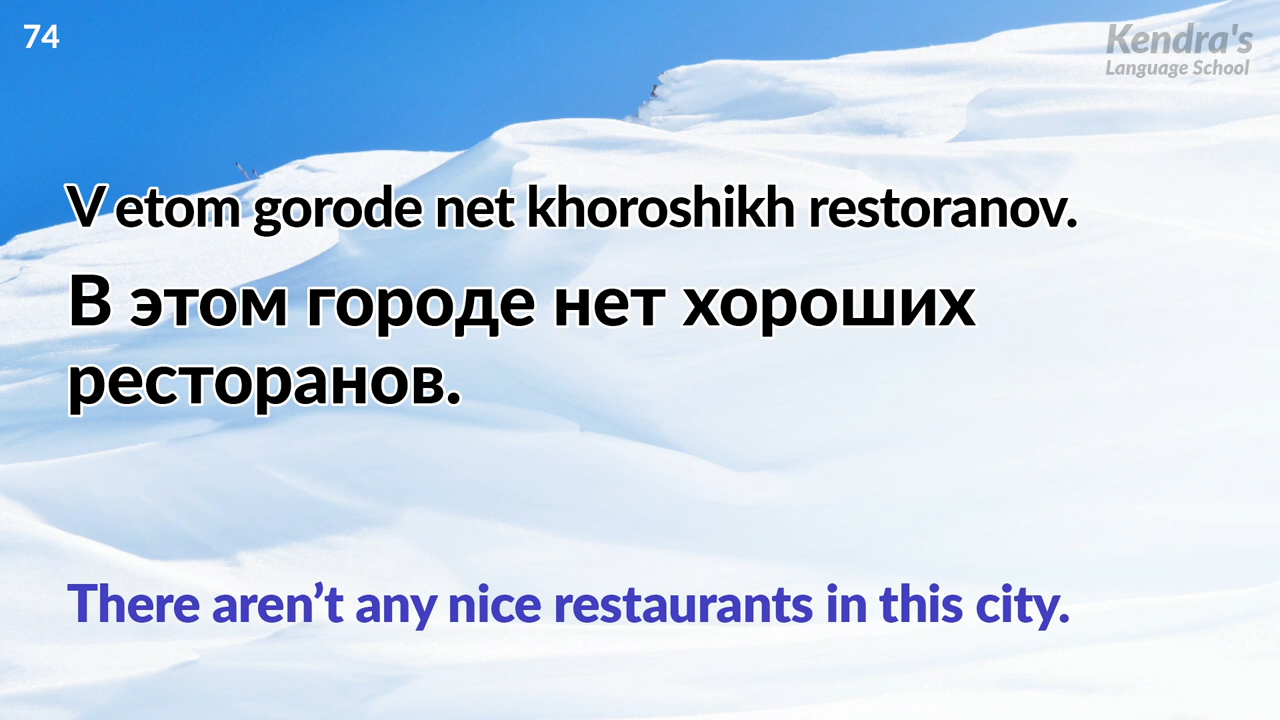 74
Kendra's
Language School
V etom gorode net khoroshikh restoranov.
В этом городе нет хороших
ресторанов.
There aren’t any nice restaurants in this city.